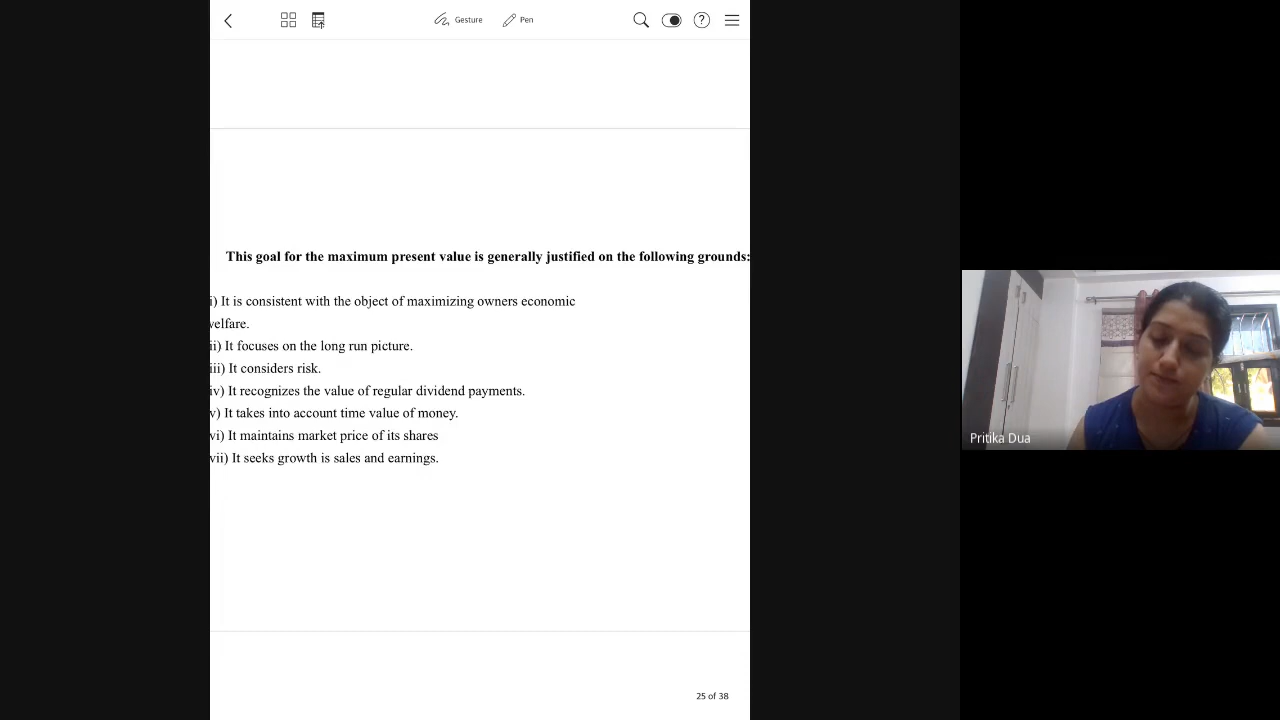 Gesture
Pen
This goal for the maximum present value is generally justified on the following grounds:
i) It is consistent with the object of maximizing owners economic
welfare.
ii) It focuses on the long run picture.
iii) It considers risk.
iv) It recognizes the value of regular dividend payments.
v) It takes into account time value of money.
vi) It maintains market price of its shares
vii) It seeks growth is sales and earnings.
Pritika Dua
25 of 38